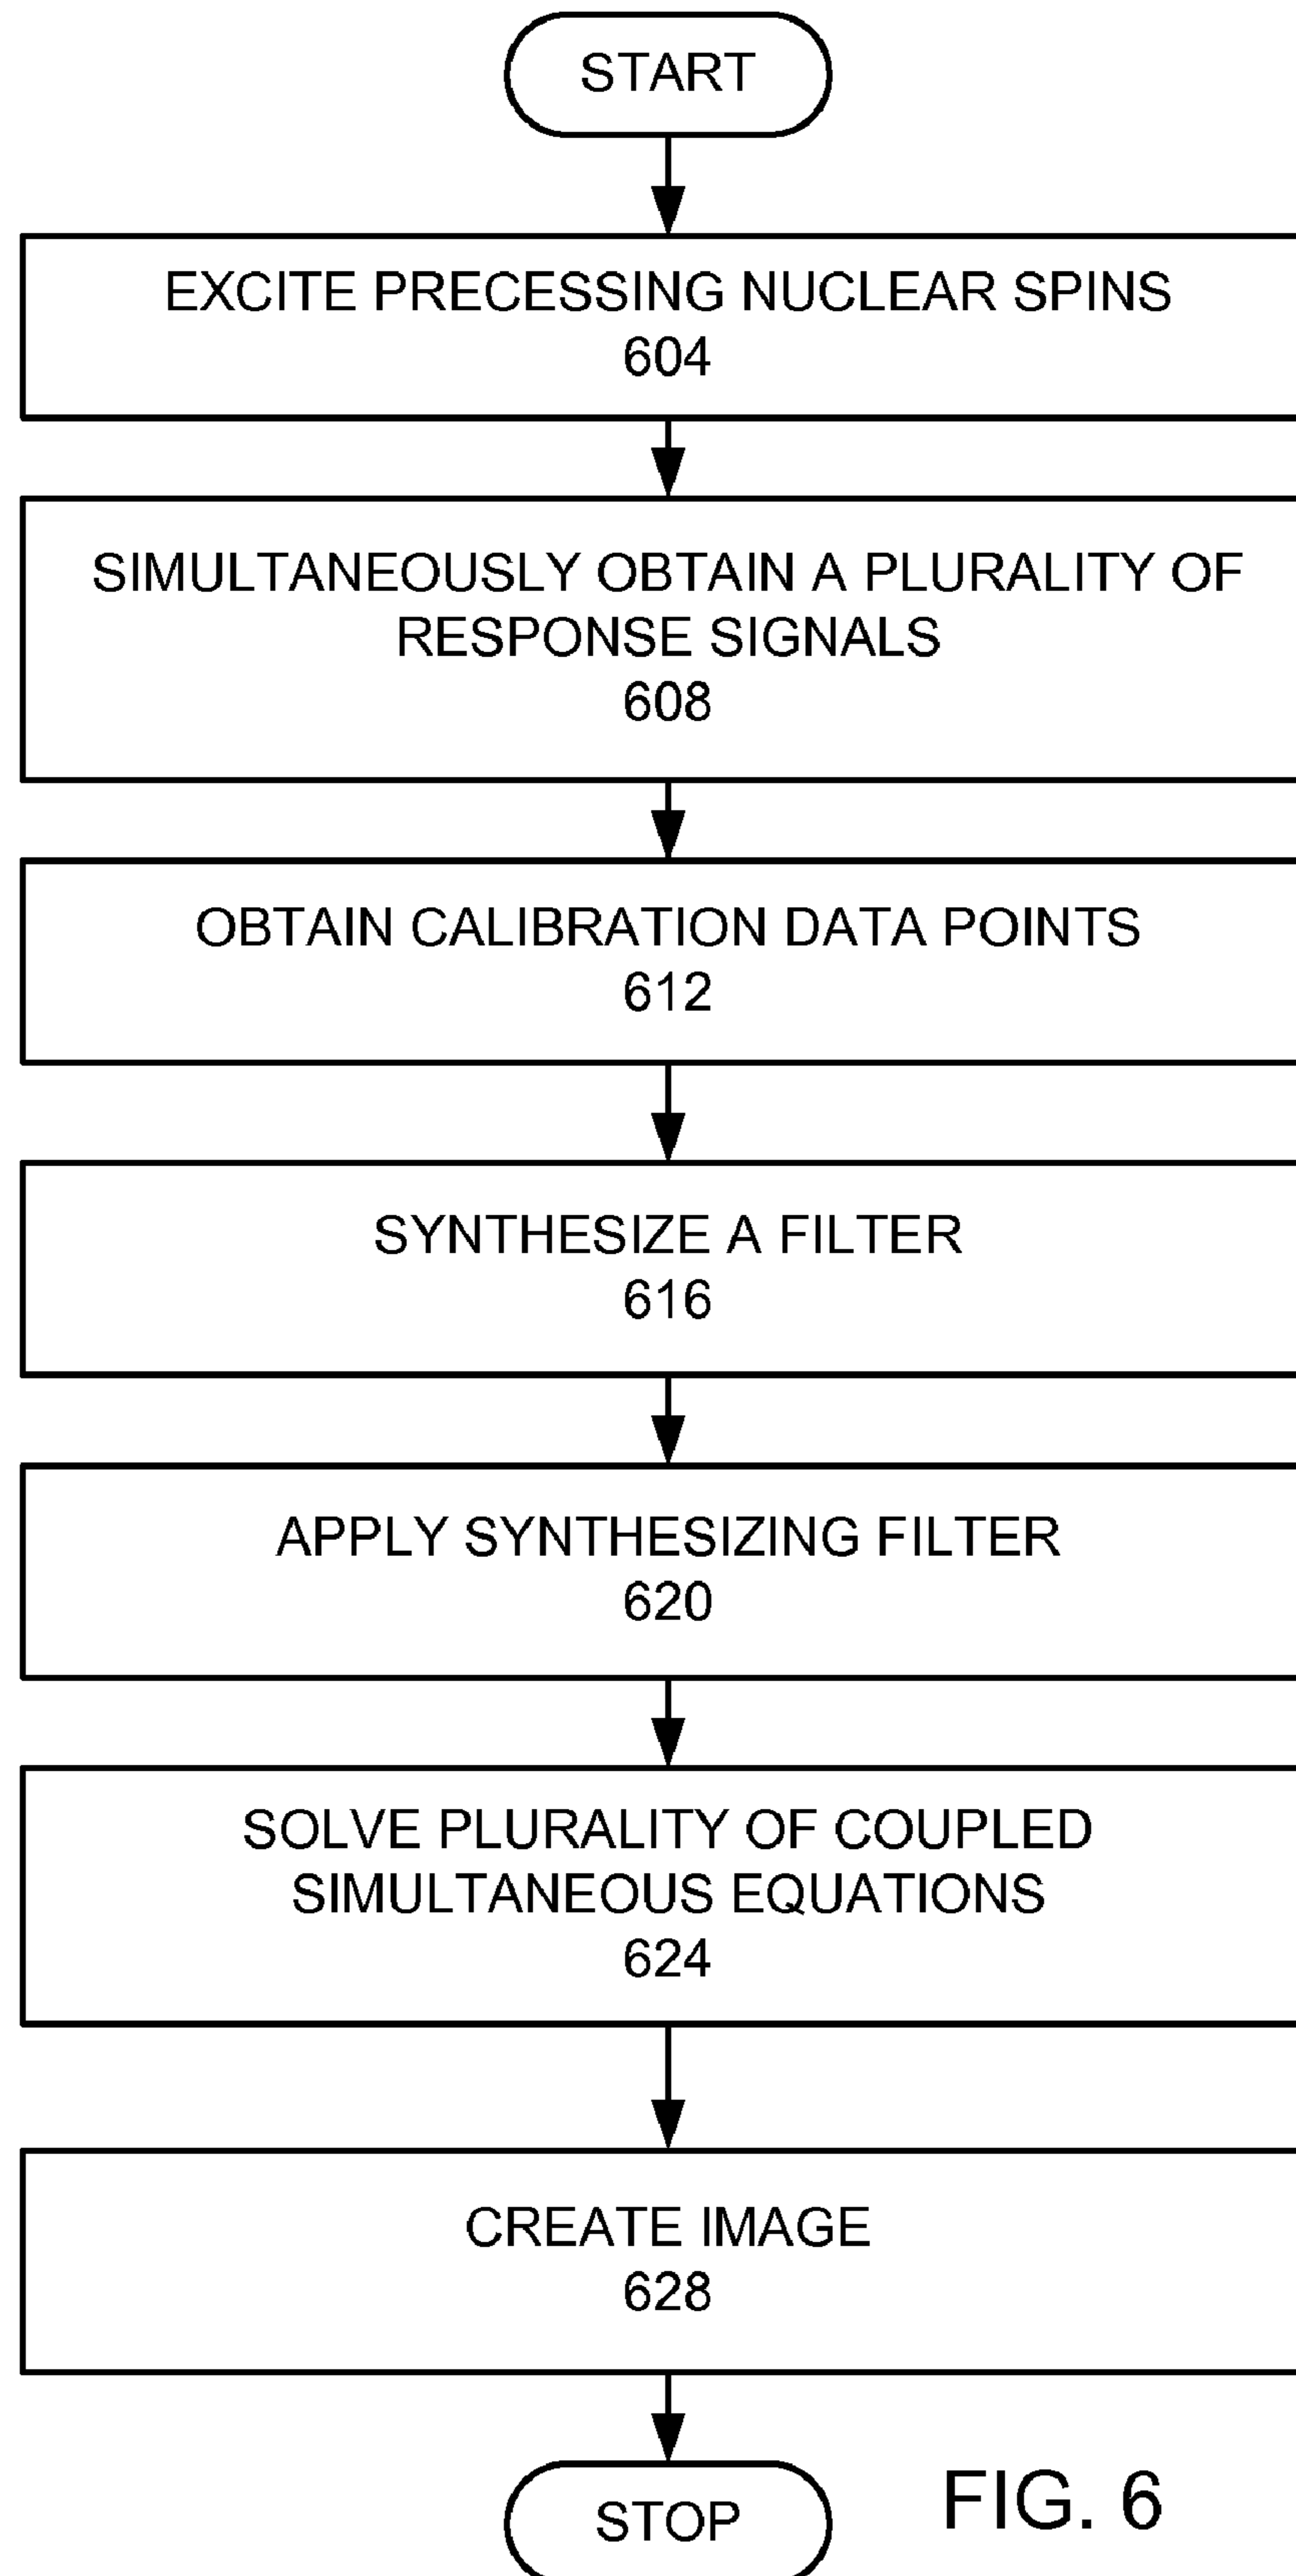 START
EXCITE PRECESSING NUCLEAR SPINS
604
SIMULTANEOUSLY OBTAIN A PLURALITY OF
RESPONSE SIGNALS
608
OBTAIN CALIBRATION DATA POINTS
612
SYNTHESIZE A FILTER
616
APPLY SYNTHESIZING FILTER
620
SOLVE PLURALITY OF COUPLED
SIMULTANEOUS EQUATIONS
624
CREATE IMAGE
628
STOP
FIG. 6